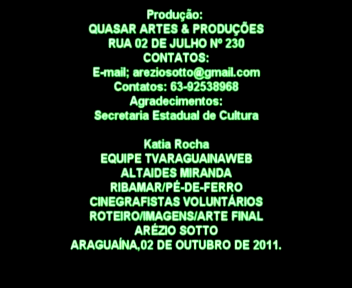 Produção:
QUASAR ARTES & PRODUÇÕES
RUA 02 DE JULHO Nº 230
CONTATOS:
E-mail; areziosotto@gmail.com
Contatos: 63-92538968
Agradecimentos:
Secretaria Estadual de Cultura
Katia Rocha
EQUIPE TVARAGUAINAWEB
ALTAIDES MIRANDA
RIBAMAR/PÉ-DE-FERRO
CINEGRAFISTAS VOLUNTÁRIOS
ROTEIRO/IMAGENS/ARTE FINAL
ARÉZIO SOTTO
ARAGUAÍNA,02 DE OUTUBRO DE 2011.